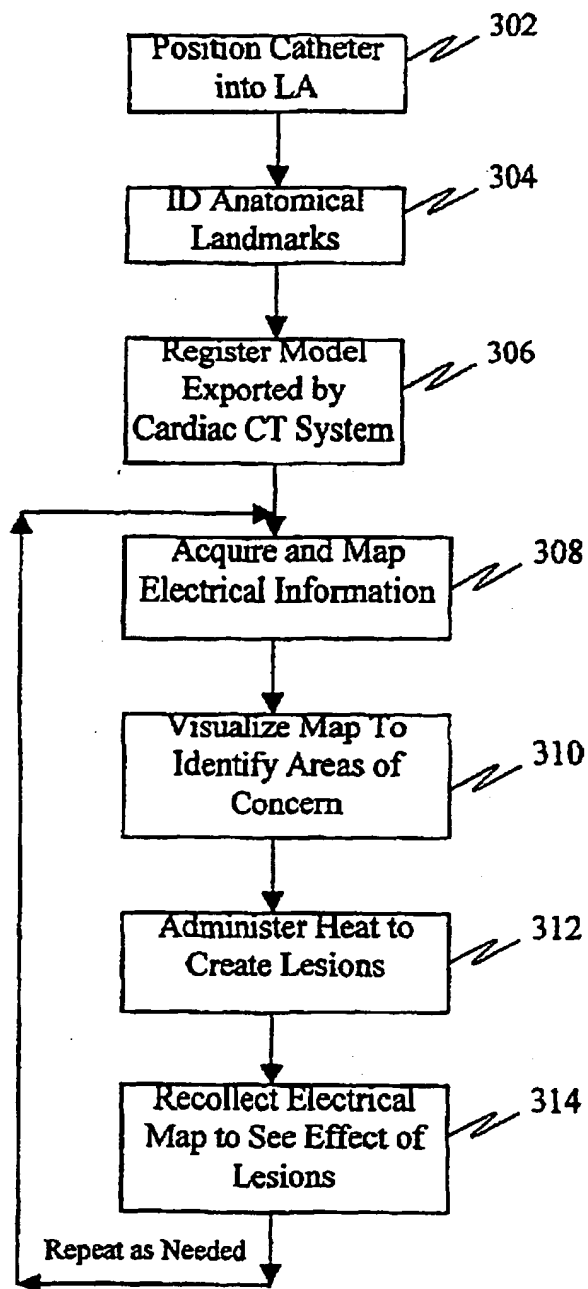 302
Position Catheter
into LA
304
ID Anatomical
Landmarks
306
Register Model
Exported by
Cardiac CT System
308
Acquire and Map
Electrical Information
310
Visualize Map To
Identify Areas of
Concern
312
Administer Heat to
Create Lesions
314
Recollect Electrical
Map to See Effect of
Lesions
Repeat as Needed